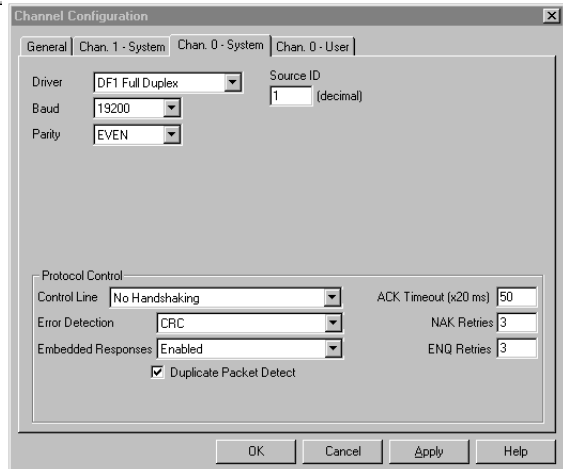 Channel Configuration
General
Chan. 1 - System
Chan. 0 - System
Chan. 0 - User
Driver DF1 Full Duplex
Source ID
1 (decimal)
Baud 19200
Parity EVEN
Protocol Control
Control Line No Handshaking
ACK Timeout (x20 ms) 50
Error Detection CRC
NAK Retries 3
Embedded Responses Enabled
ENQ Retries 3
Duplicate Packet Detect
OK
Cancel
Apply
Help